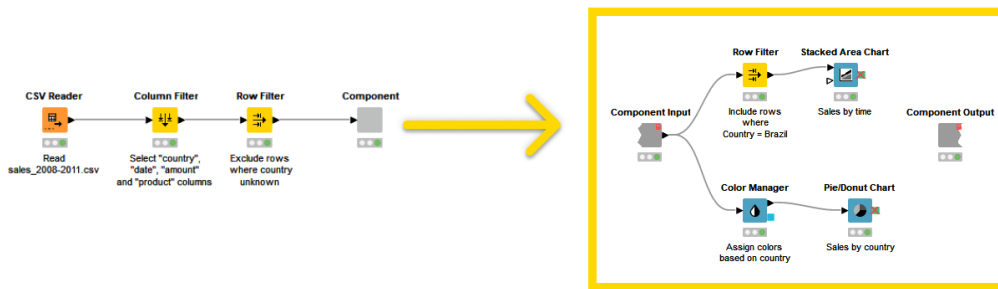 CSV Reader
Read
sales_2008-2011.csv
Column Filter
Select "country",
"date", "amount"
and "product" columns
Row Filter
Exclude rows
where country
unknown
Component
Component Input
Row Filter
Include rows
where
Country = Brazil
Stacked Area Chart
Sales by time
Color Manager
Assign colors
based on country
Pie/Donut Chart
Sales by country
Component Output